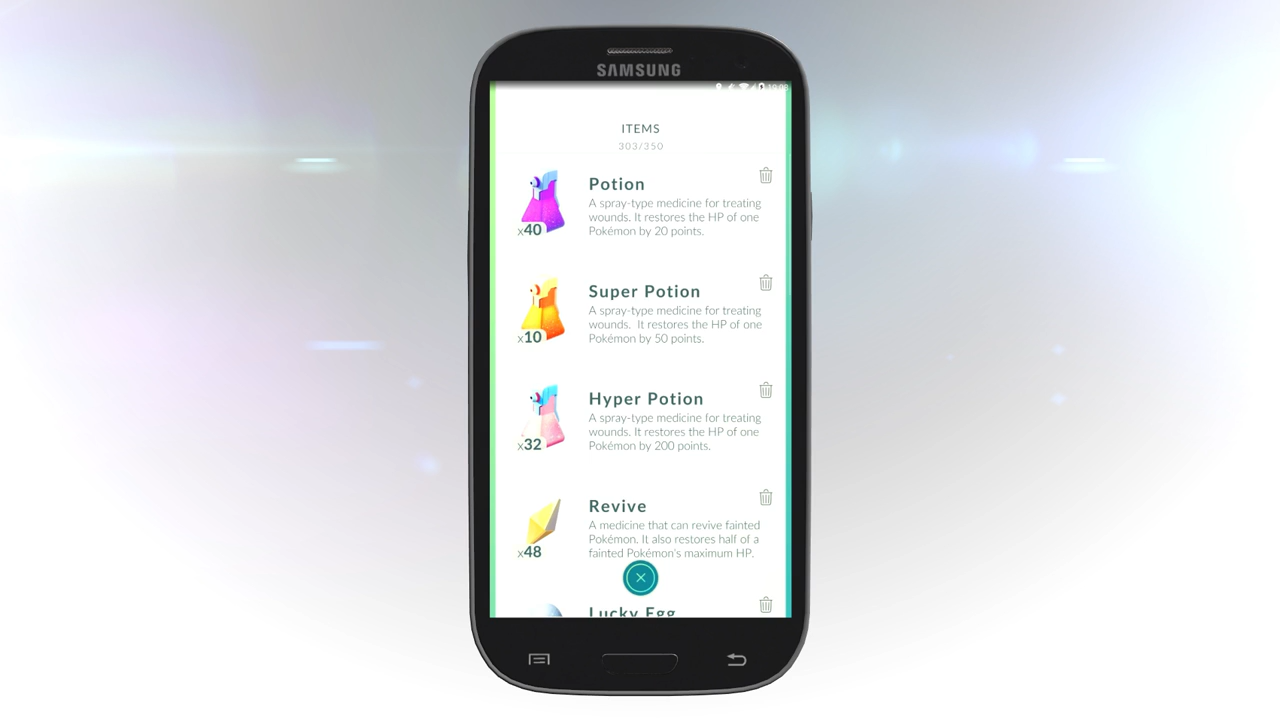 SAMSUNG
10:08
ITEMS
303/350
Potion
A spray-type medicine for treating
wounds. It restores the HP of one
Pokémon by 20 points.
x40
Super Potion
A spray-type medicine for treating
wounds. It restores the HP of one
Pokémon by 50 points.
x10
Hyper Potion
A spray-type medicine for treating
wounds. It restores the HP of one
Pokémon by 200 points.
x32
Revive
A medicine that can revive fainted
Pokémon. It also restores half of a
fainted Pokémon's maximum HP.
x48
Lucky Egg